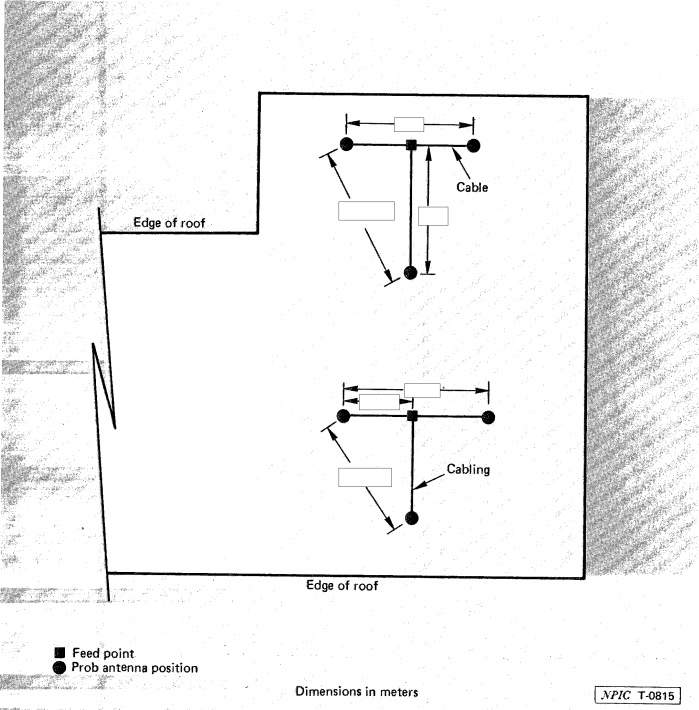 Cable
Edge of roof
Cabling
Edge of roof
Feed point
Prob antenna position
Dimensions in meters
NPIC T-0815